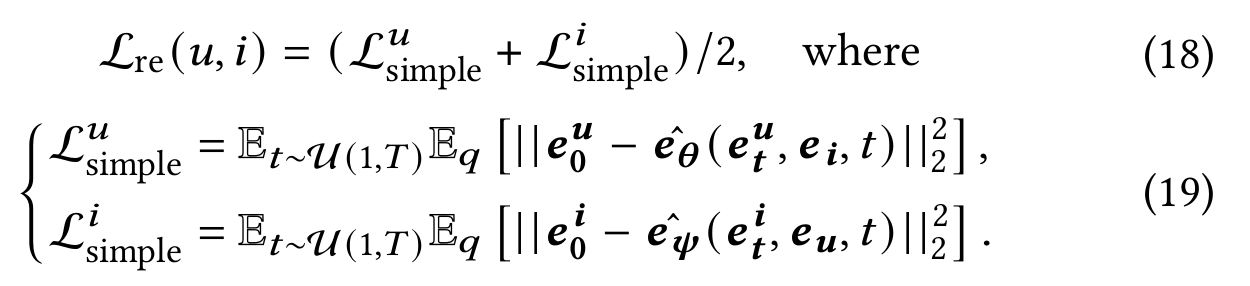 ℒ_re(u, i) = (ℒ^u_simple + ℒ^i_simple)/2, where (18)
ℒ^u_simple = 𝔼_{t∼𝒰(1,T)}𝔼_q [||e^u_0 − ê_θ(e^u_t, e_i, t)||^2_2],
(19)
ℒ^i_simple = 𝔼_{t∼𝒰(1,T)}𝔼_q [||e^i_0 − ê_ψ(e^i_t, e_u, t)||^2_2].